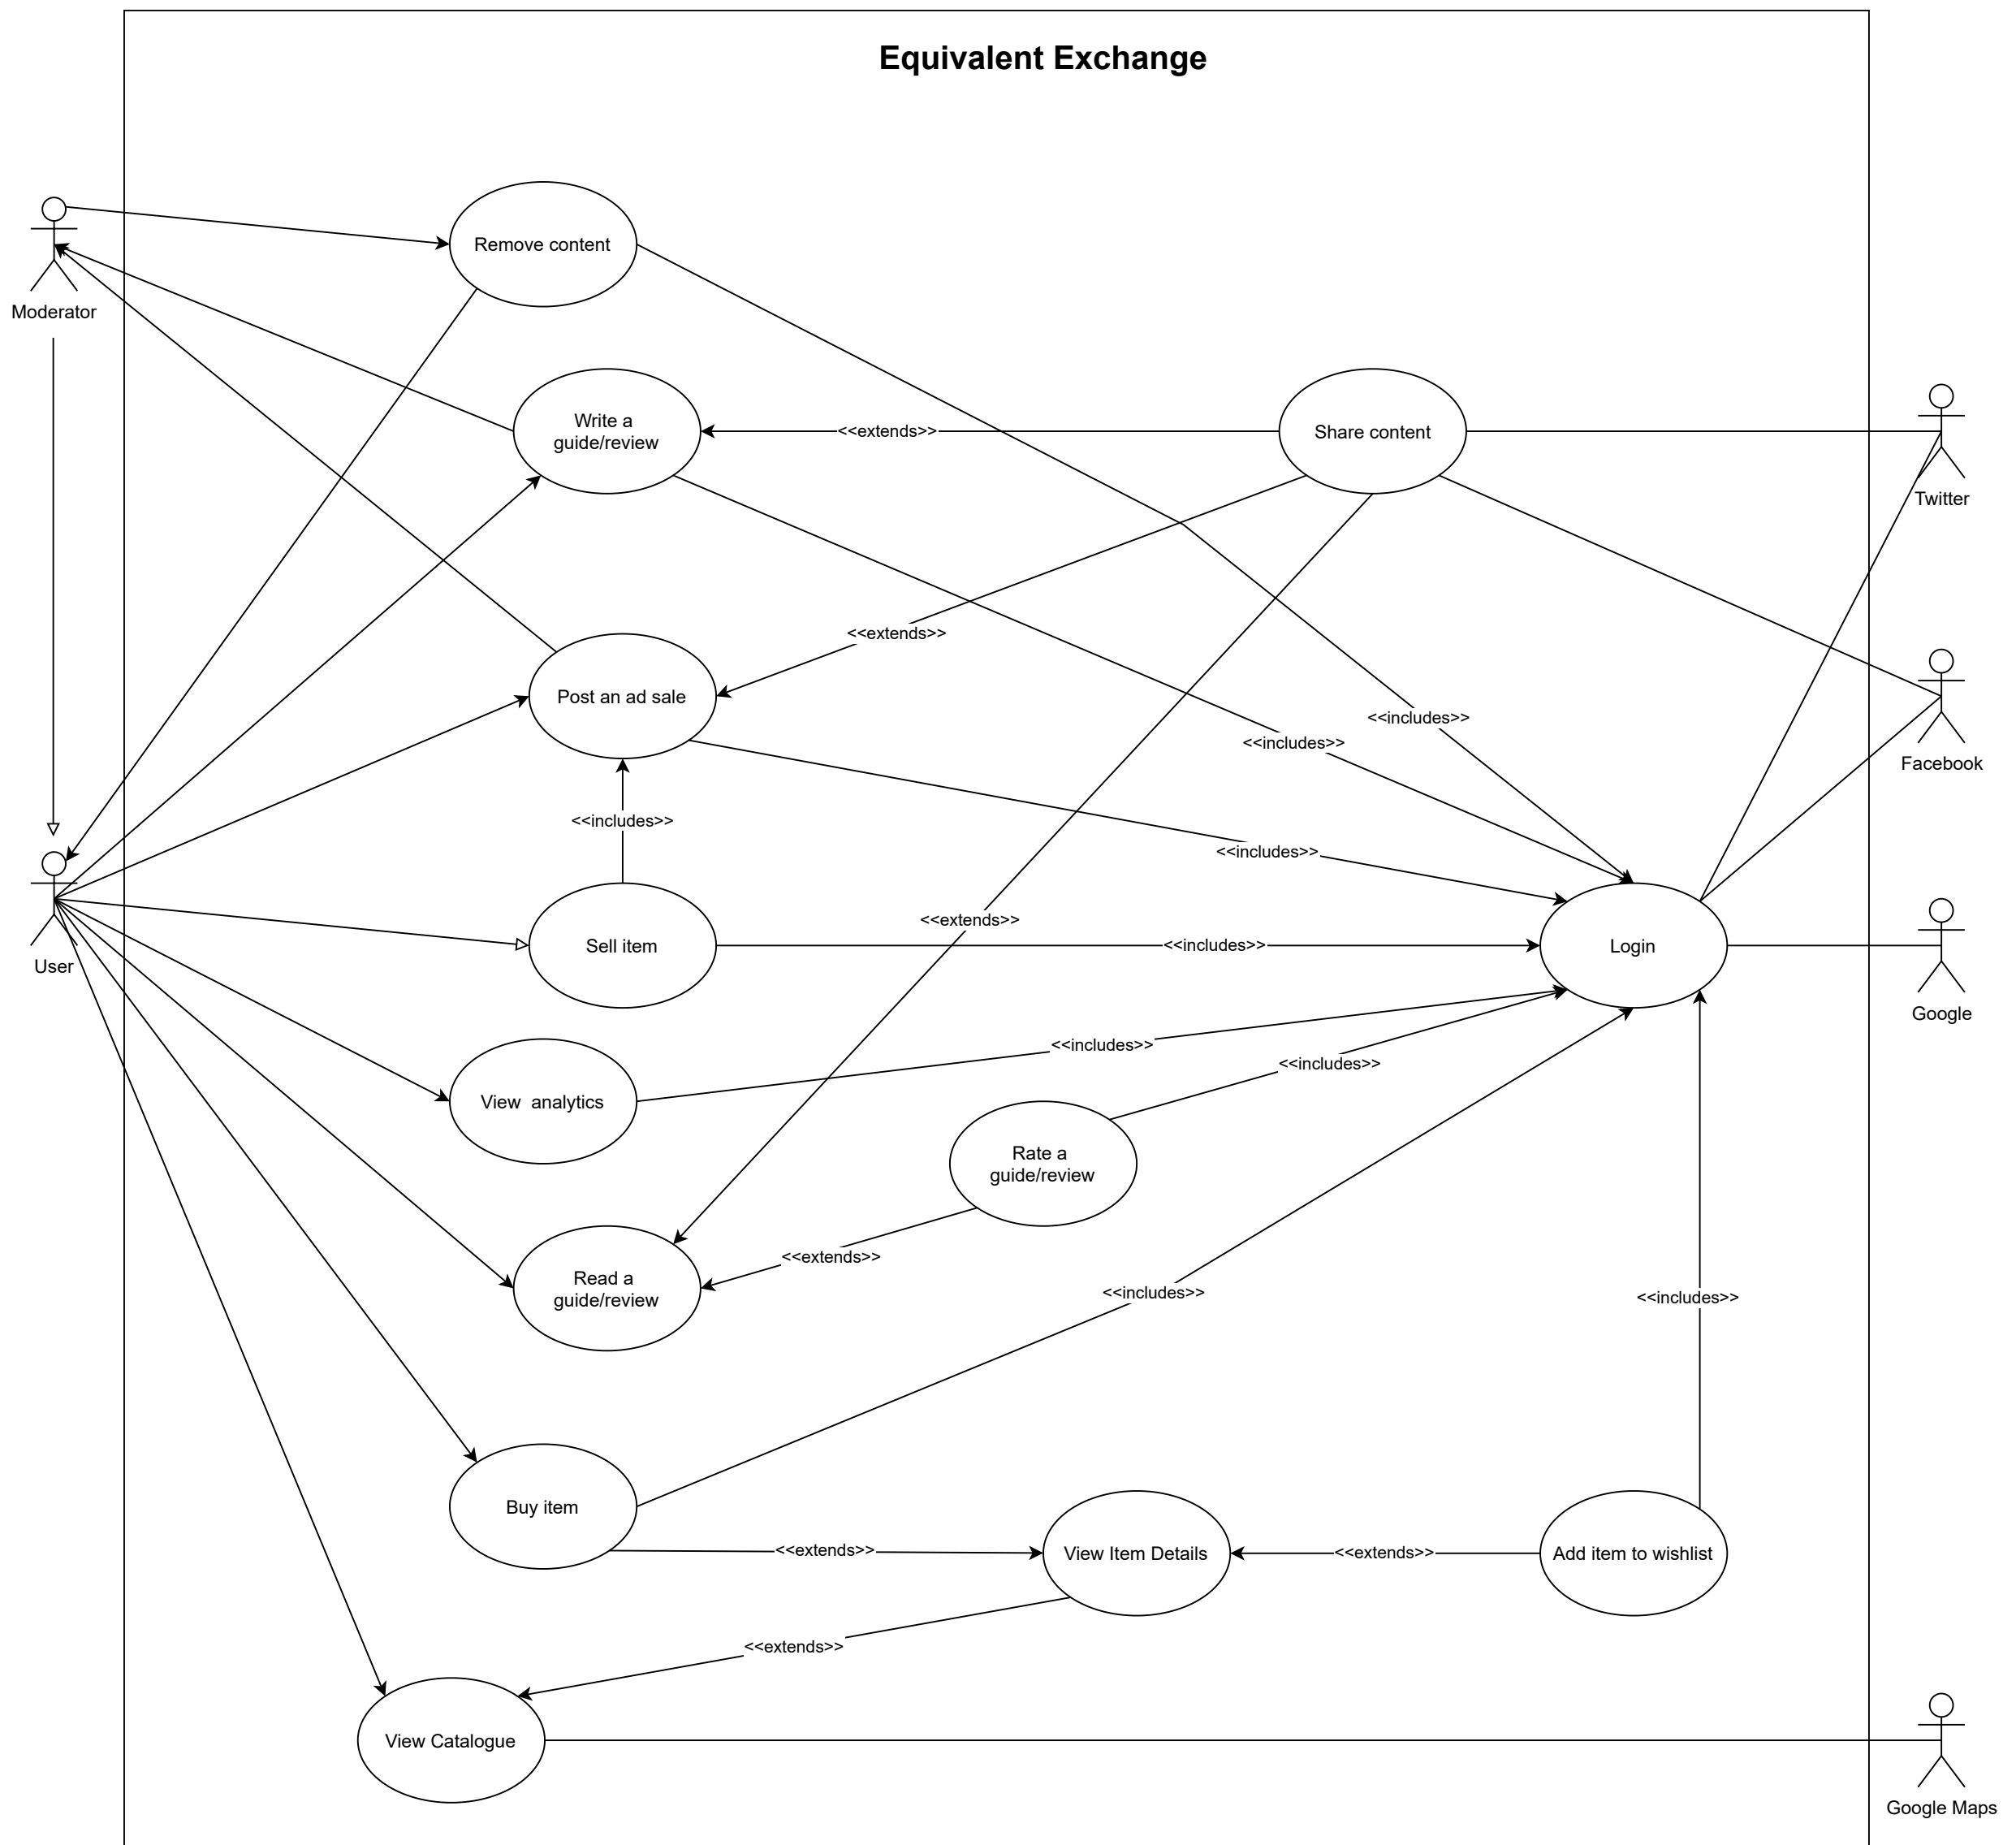 Equivalent Exchange
Remove content
Moderator
Write a
guide/review
<<extends>>
Share content
Twitter
<<extends>>
Post an ad sale
<<includes>>
<<includes>>
Facebook
<<includes>>
<<includes>>
<<extends>>
User
Sell item
<<includes>>
Login
Google
<<includes>>
<<includes>>
View  analytics
Rate a
guide/review
<<extends>>
Read a
guide/review
<<includes>>
<<includes>>
Buy item
<<extends>>
View Item Details
<<extends>>
Add item to wishlist
<<extends>>
View Catalogue
Google Maps